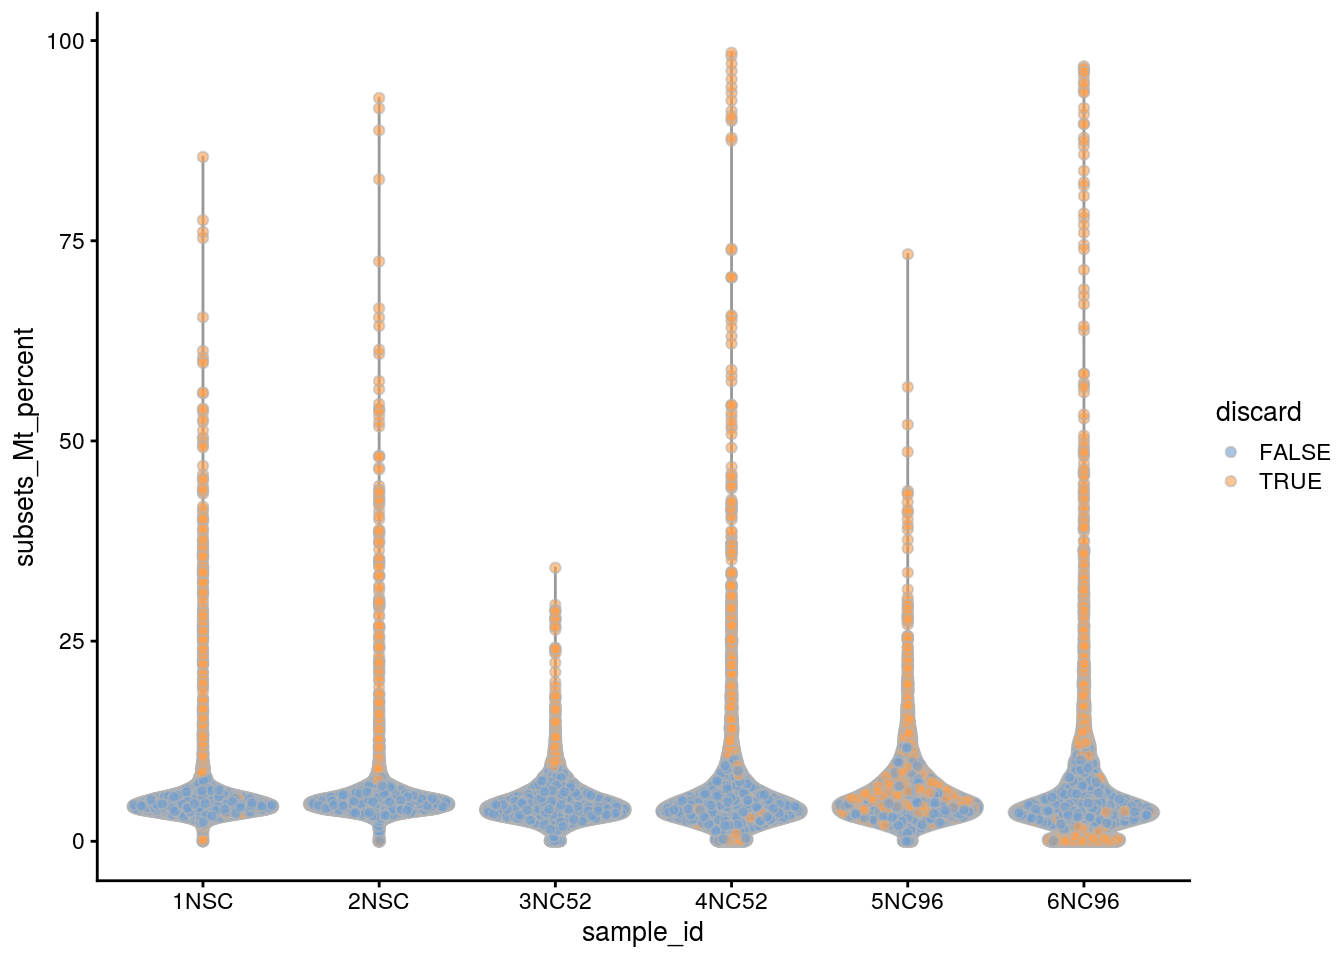 100
75
50
25
0
subsets_Mt_percent
1NSC
2NSC
3NC52
4NC52
5NC96
6NC96
sample_id
discard
FALSE
TRUE